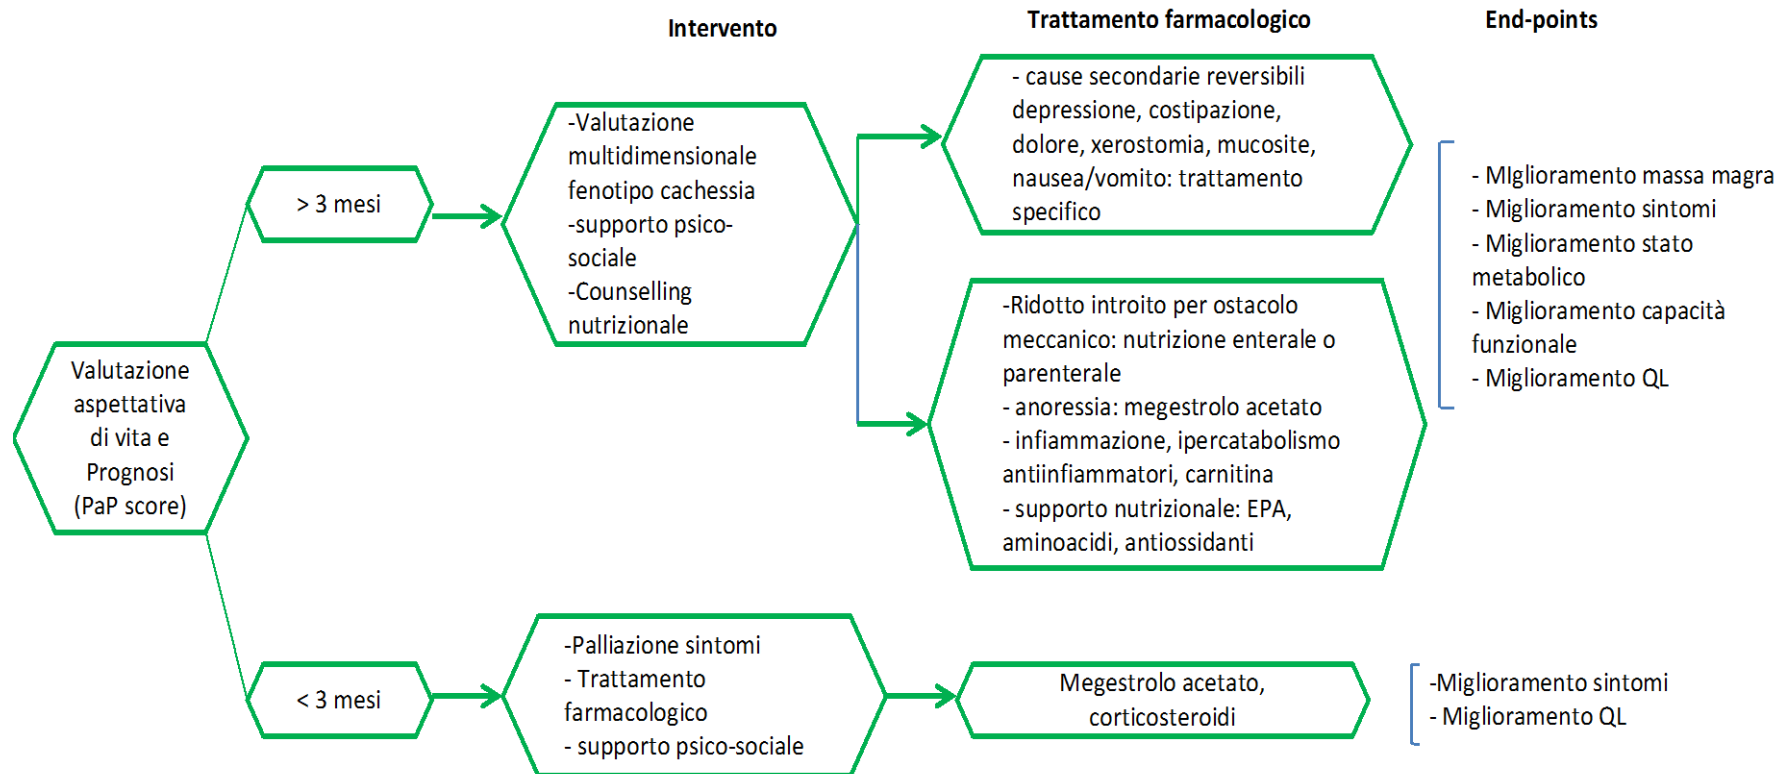 Intervento
Trattamento farmacologico
End-points
Valutazione
aspettativa
di vita e
Prognosi
(PaP score)
> 3 mesi
-Valutazione
multidimensionale
fenotipo cachessia
-supporto psico-
sociale
-Counselling
nutrizionale
- cause secondarie reversibili
depressione, costipazione,
dolore, xerostomia, mucosite,
nausea/vomito: trattamento
specifico
-Ridotto introito per ostacolo
meccanico: nutrizione enterale o
parenterale
- anoressia: megestrolo acetato
- infiammazione, ipercatabolismo
antiinfiammatori, carnitina
- supporto nutrizionale: EPA,
aminoacidi, antiossidanti
- MIglioramento massa magra
- Miglioramento sintomi
- Miglioramento stato
metabolico
- Miglioramento capacità
funzionale
- Miglioramento QL
< 3 mesi
-Palliazione sintomi
- Trattamento
farmacologico
- supporto psico-sociale
Megestrolo acetato,
corticosteroidi
-Miglioramento sintomi
- Miglioramento QL